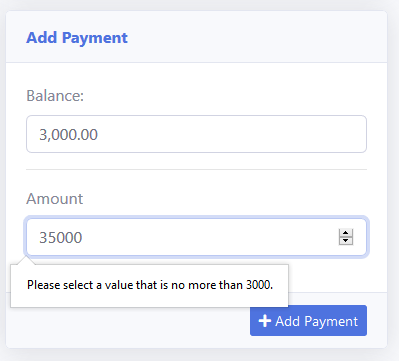 Add Payment
Balance:
3,000.00
Amount
35000
Please select a value that is no more than 3000.
Add Payment